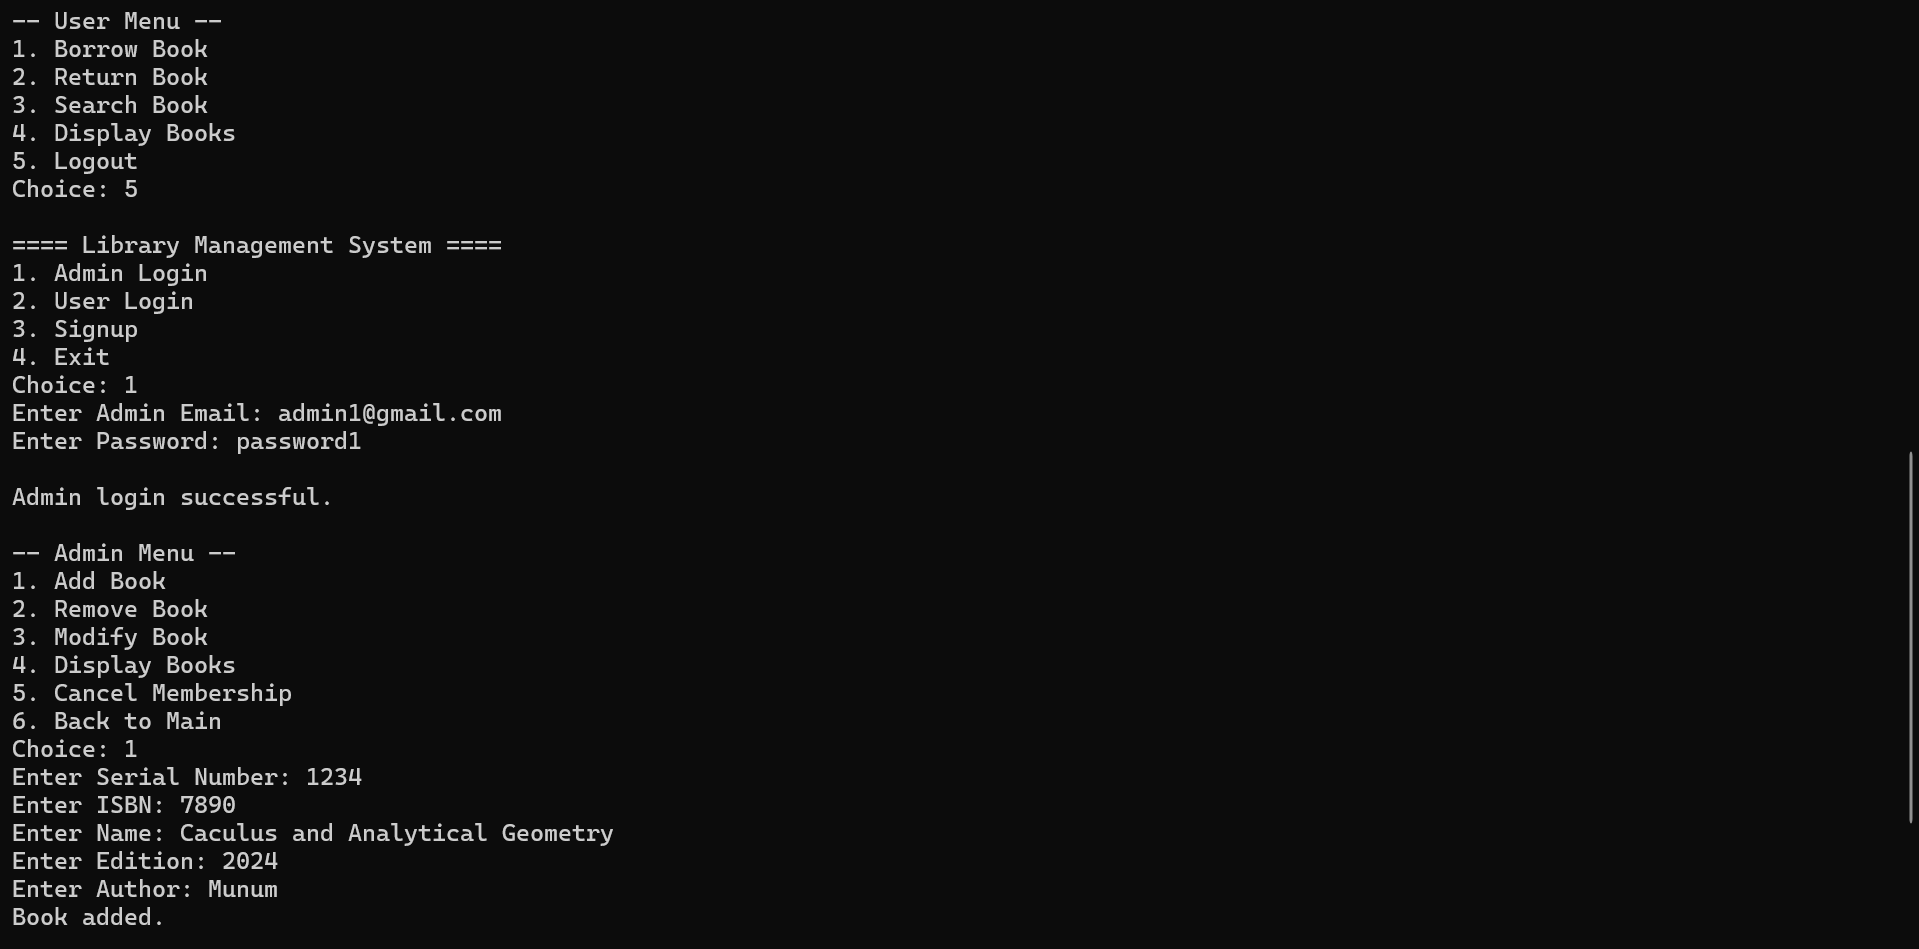 -- User Menu --
1. Borrow Book
2. Return Book
3. Search Book
4. Display Books
5. Logout
Choice: 5
==== Library Management System ====
1. Admin Login
2. User Login
3. Signup
4. Exit
Choice: 1
Enter Admin Email: admin1@gmail.com
Enter Password: password1
Admin login successful.
-- Admin Menu --
1. Add Book
2. Remove Book
3. Modify Book
4. Display Books
5. Cancel Membership
6. Back to Main
Choice: 1
Enter Serial Number: 1234
Enter ISBN: 7890
Enter Name: Caculus and Analytical Geometry
Enter Edition: 2024
Enter Author: Munum
Book added.